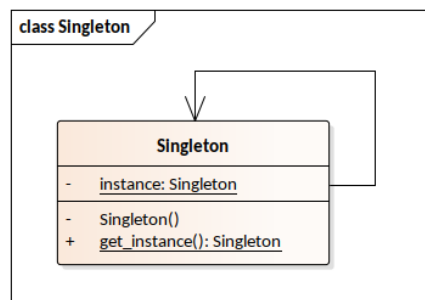 class Singleton
Singleton
- instance: Singleton
- Singleton()
+ get_instance(): Singleton